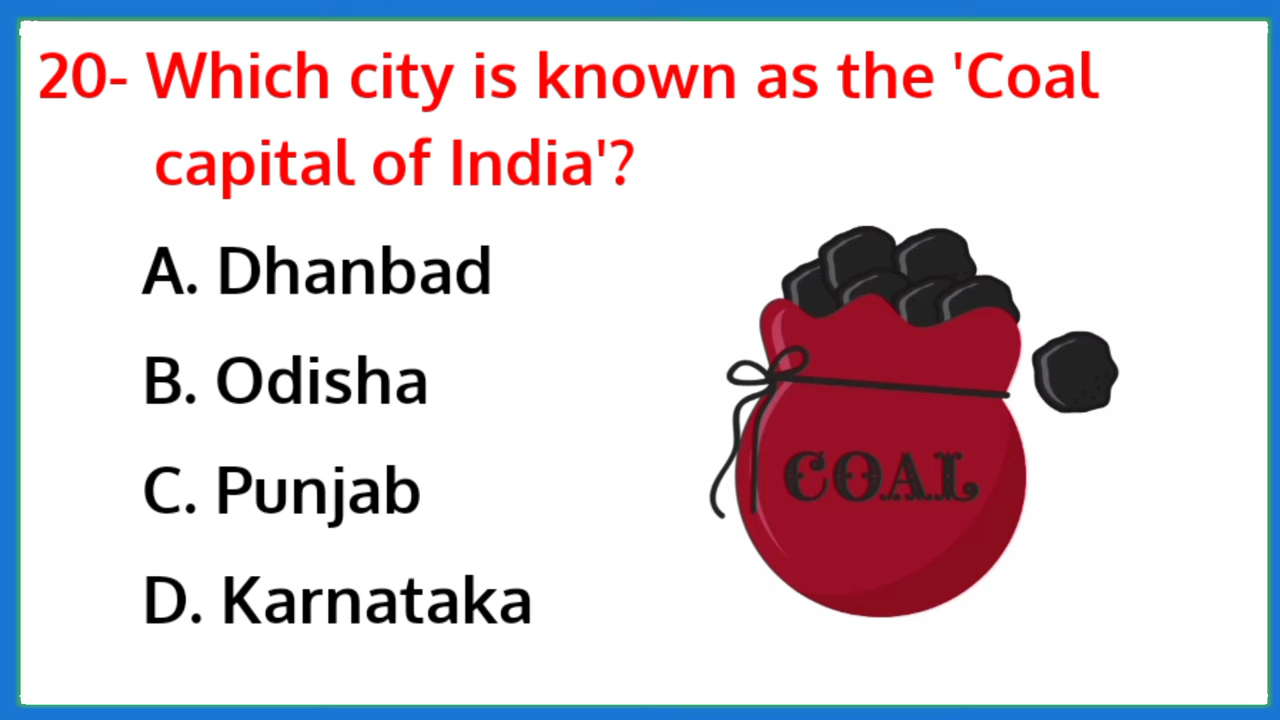 20- Which city is known as the 'Coal
capital of India'?
A. Dhanbad
B. Odisha
C. Punjab
D. Karnataka
COAL